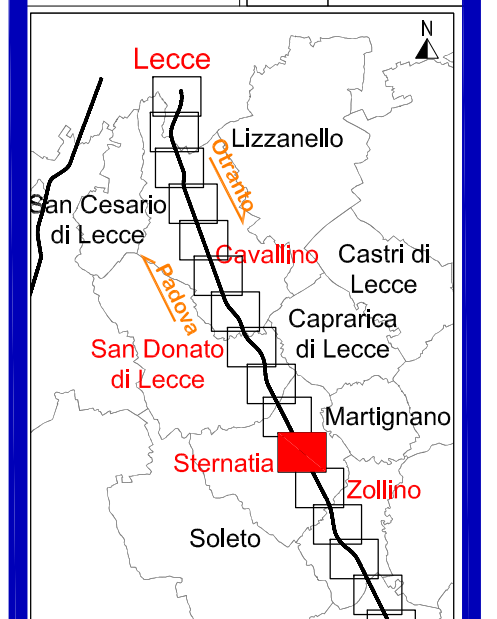 N
Lecce
Lizzanello
Otranto
San Cesario
di Lecce
Cavallino
Castri di
Lecce
Padova
Caprarica
di Lecce
San Donato
di Lecce
Martignano
Sternatia
Zollino
Soleto